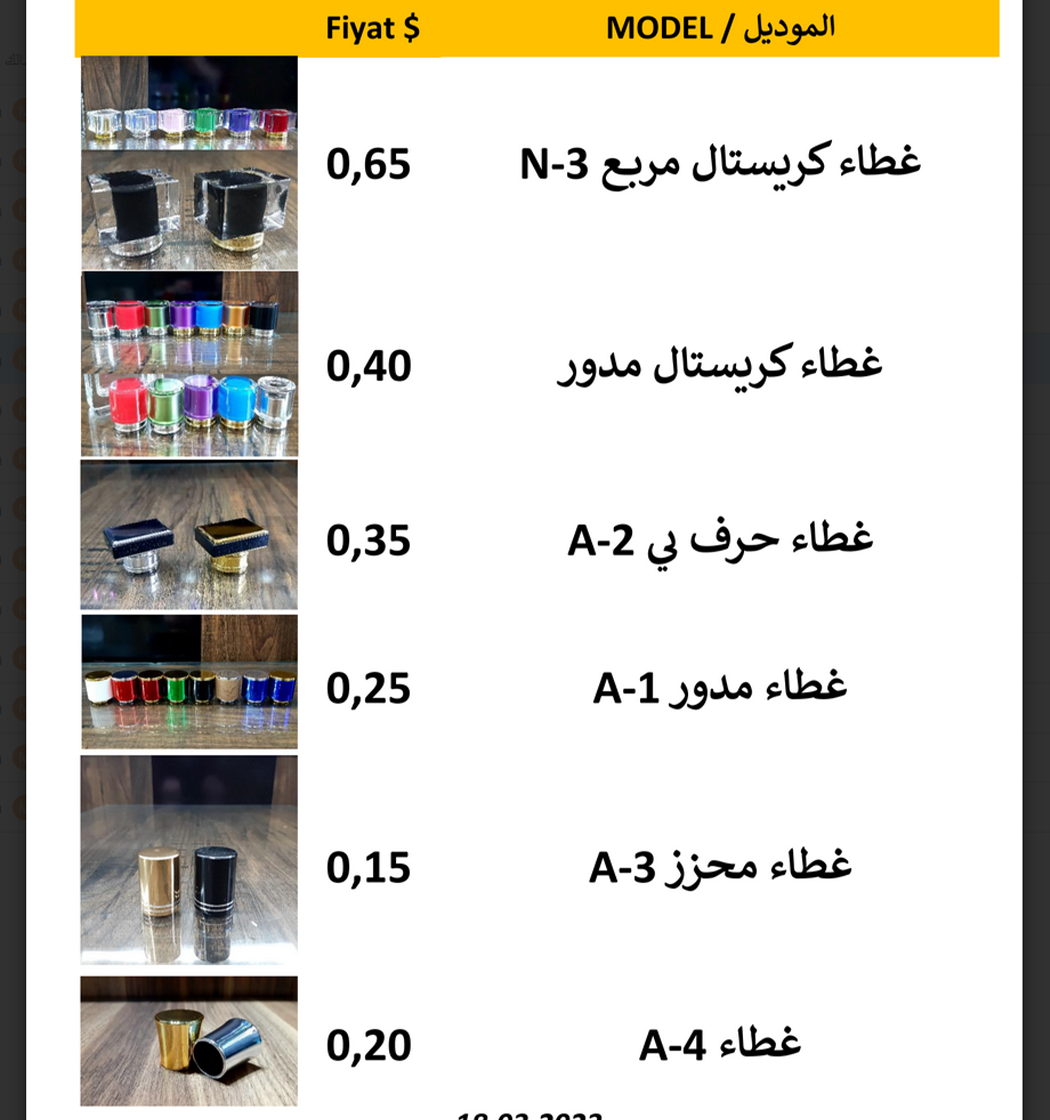 الموديل / MODEL Fiyat $
غطاء كريستال مربع N-3 0,65
غطاء كريستال مدور 0,40
غطاء حرف بي A-2 0,35
غطاء مدور A-1 0,25
غطاء محزز A-3 0,15
غطاء A-4 0,20